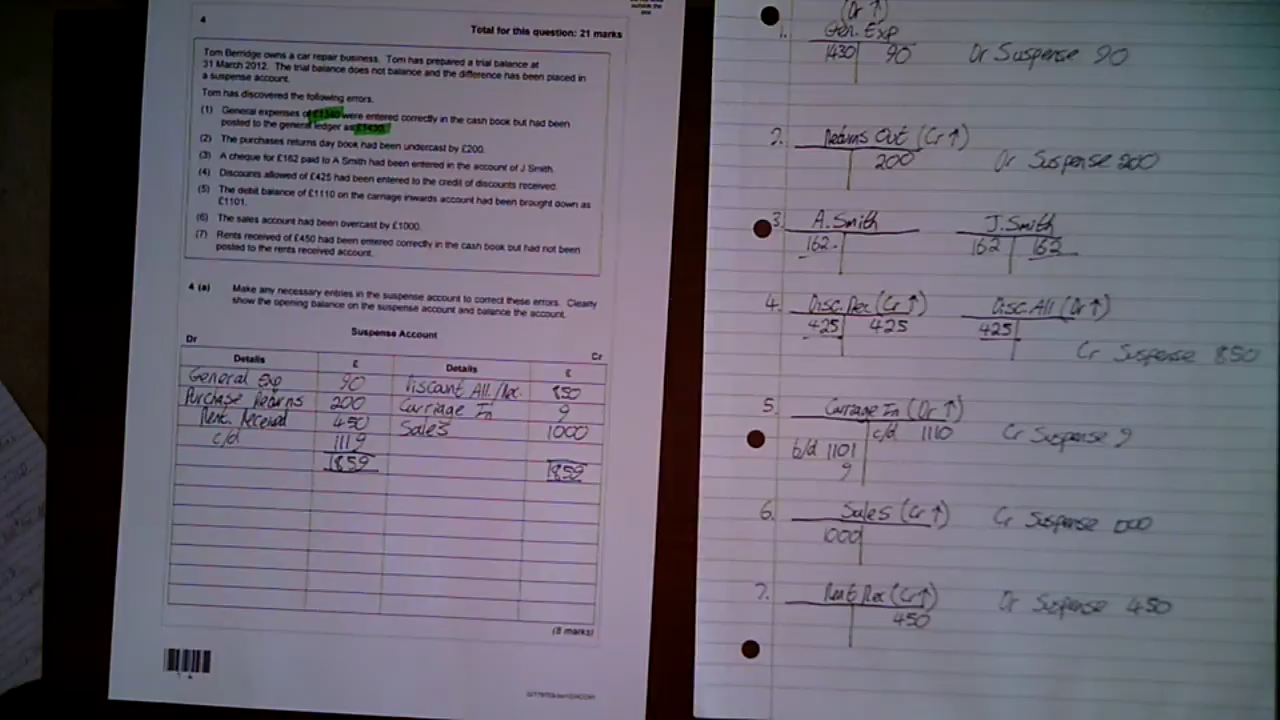 outside the
box
4
Total for this question: 21 marks
Tom Berridge owns a car repair business. Tom has prepared a trial balance at
31 March 2012. The trial balance does not balance and the difference has been placed in
a suspense account.
Tom has discovered the following errors.
(1) General expenses of £1340 were entered correctly in the cash book but had been
posted to the general ledger as £1430.
(2) The purchases returns day book had been undercast by £200.
(3) A cheque for £162 paid to A Smith had been entered in the account of J Smith.
(4) Discounts allowed of £425 had been entered to the credit of discounts received.
(5) The debit balance of £1110 on the carriage inwards account had been brought down as
£1101.
(6) The sales account had been overcast by £1000.
(7) Rents received of £450 had been entered correctly in the cash book but had not been
posted to the rents received account.
4 (a) Make any necessary entries in the suspense account to correct these errors. Clearly
show the opening balance on the suspense account and balance the account.
Suspense Account
Dr Cr
Details £ Details £
General Exp 90 Discount All./Rec. 850
Purchase Returns 200 Carriage In 9
Rent. Received 450 Sales 1000
c/d 1119
1859 1859
(8 marks)
(Dr ↑)
1. Gen. Exp
1430 90 Dr Suspense 90
2. Returns Out (Cr ↑)
200 Dr Suspense 200
3. A. Smith J. Smith
162. 162 162
4. Disc. Rec (Cr ↑) Disc. All (Dr ↑)
425 425 425
Cr Suspense 850
5. Carriage In (Dr ↑)
c/d 1110 Cr Suspense 9
b/d 1101
9
6. Sales (Cr ↑) Cr Suspense 1000
1000
7. Rent Rec (Cr ↑) Dr Suspense 450
450